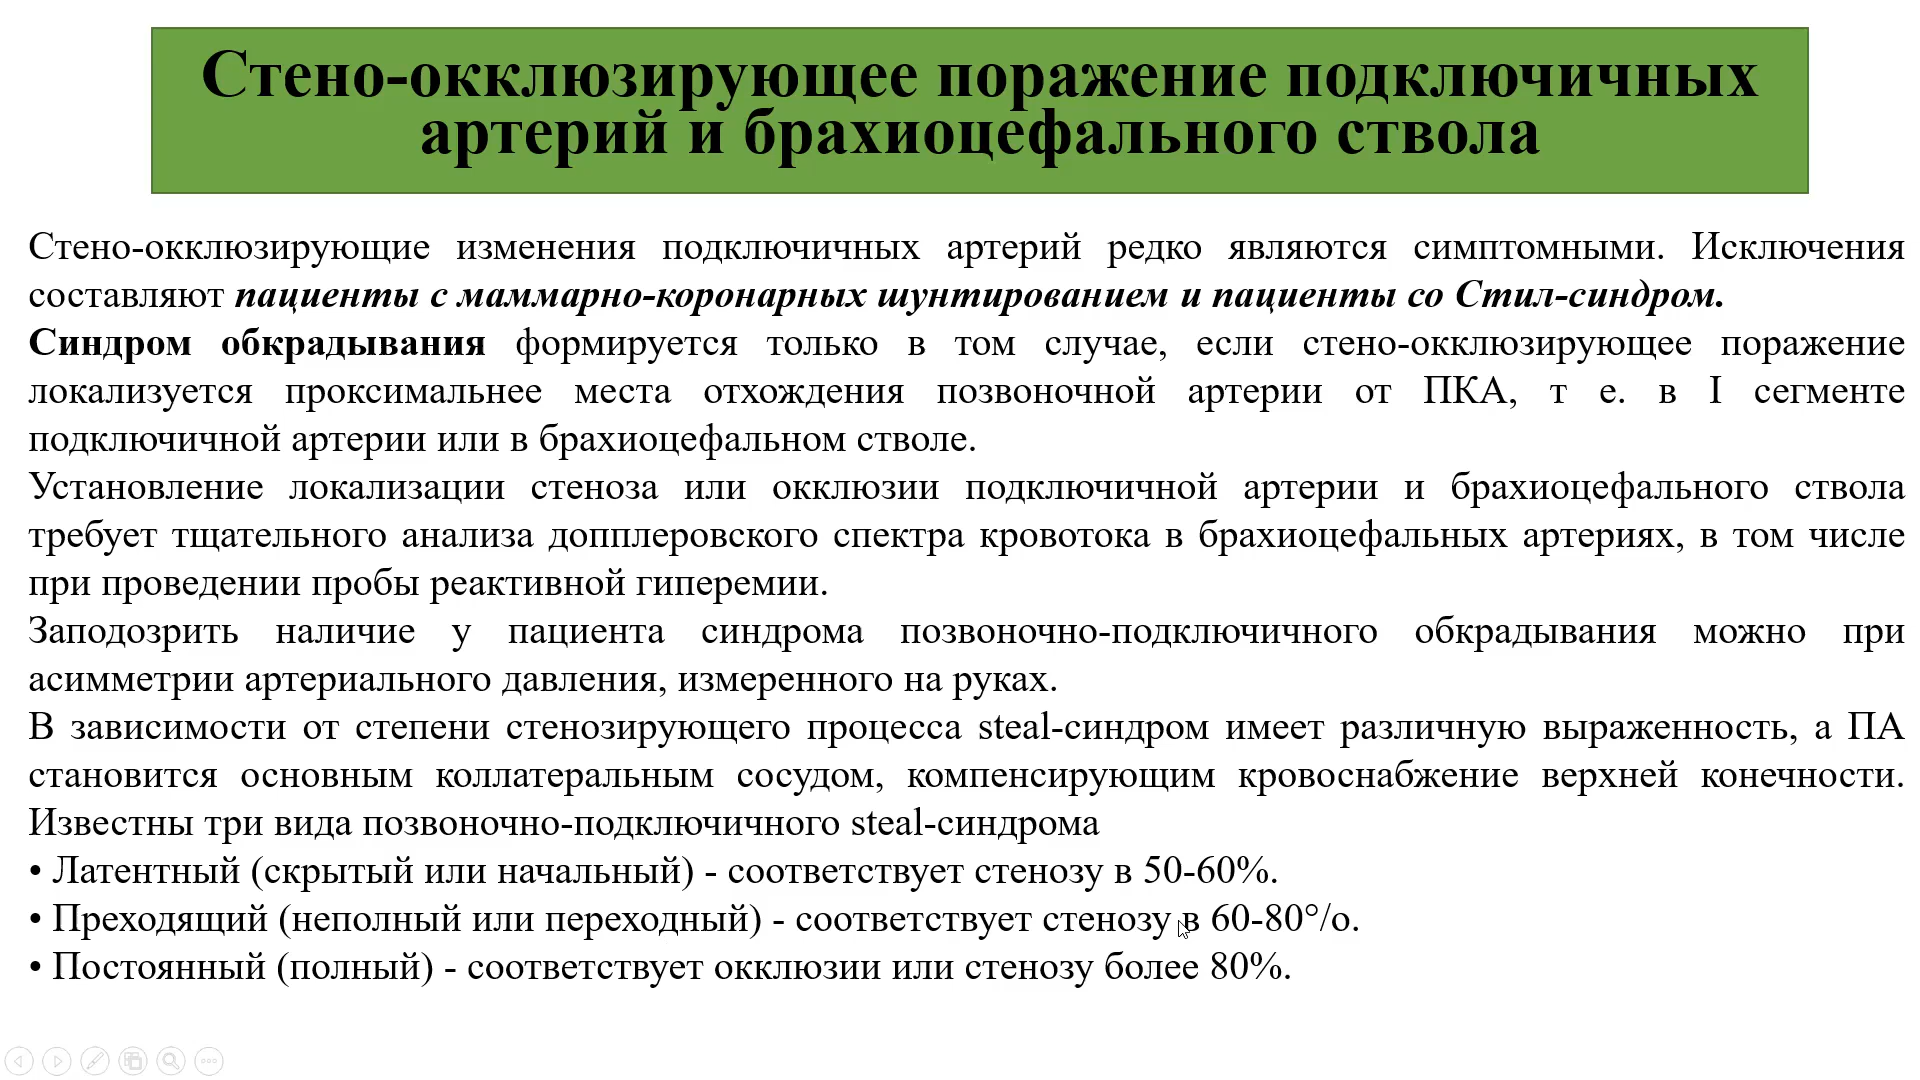 Стено-окклюзирующее поражение подключичных
артерий и брахиоцефального ствола
Стено-окклюзирующие изменения подключичных артерий редко являются симптомными. Исключения
составляют пациенты с маммарно-коронарных шунтированием и пациенты со Стил-синдром.
Синдром обкрадывания формируется только в том случае, если стено-окклюзирующее поражение
локализуется проксимальнее места отхождения позвоночной артерии от ПКА, т е. в I сегменте
подключичной артерии или в брахиоцефальном стволе.
Установление локализации стеноза или окклюзии подключичной артерии и брахиоцефального ствола
требует тщательного анализа допплеровского спектра кровотока в брахиоцефальных артериях, в том числе
при проведении пробы реактивной гиперемии.
Заподозрить наличие у пациента синдрома позвоночно-подключичного обкрадывания можно при
асимметрии артериального давления, измеренного на руках.
В зависимости от степени стенозирующего процесса steal-синдром имеет различную выраженность, а ПА
становится основным коллатеральным сосудом, компенсирующим кровоснабжение верхней конечности.
Известны три вида позвоночно-подключичного steal-синдрома
• Латентный (скрытый или начальный) - соответствует стенозу в 50-60%.
• Преходящий (неполный или переходный) - соответствует стенозу в 60-80°/о.
• Постоянный (полный) - соответствует окклюзии или стенозу более 80%.